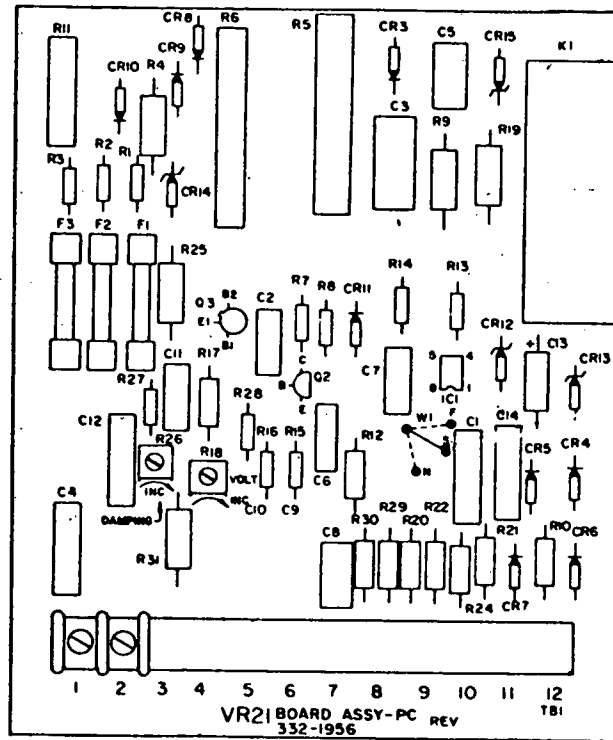 R11
CR8
CR9
R6
R5
CR3
C5
CR15
K1
CR10
R4
C3
R9
R19
R3
R2
R1
CR14
F3
F2
F1
R25
Q3
B2
E1
B1
C2
R7
R8
CR11
R14
R13
CR12
C13
+
CR13
C
B
Q2
E
C7
5
4
8
1
IC1
R27
C11
R17
C12
R28
W1
F
C1
C14
S
N
R26
R18
R16
R15
R12
CR5
CR4
VOLT
C6
INC
INC
DAMPING
C10
C9
C4
R31
C8
R30
R29
R20
R22
R21
R10
CR6
R24
CR7
1 2 3 4 5 6 7 8 9 10 11 12
TB1
VR21 BOARD ASSY-PC REV
332-1956